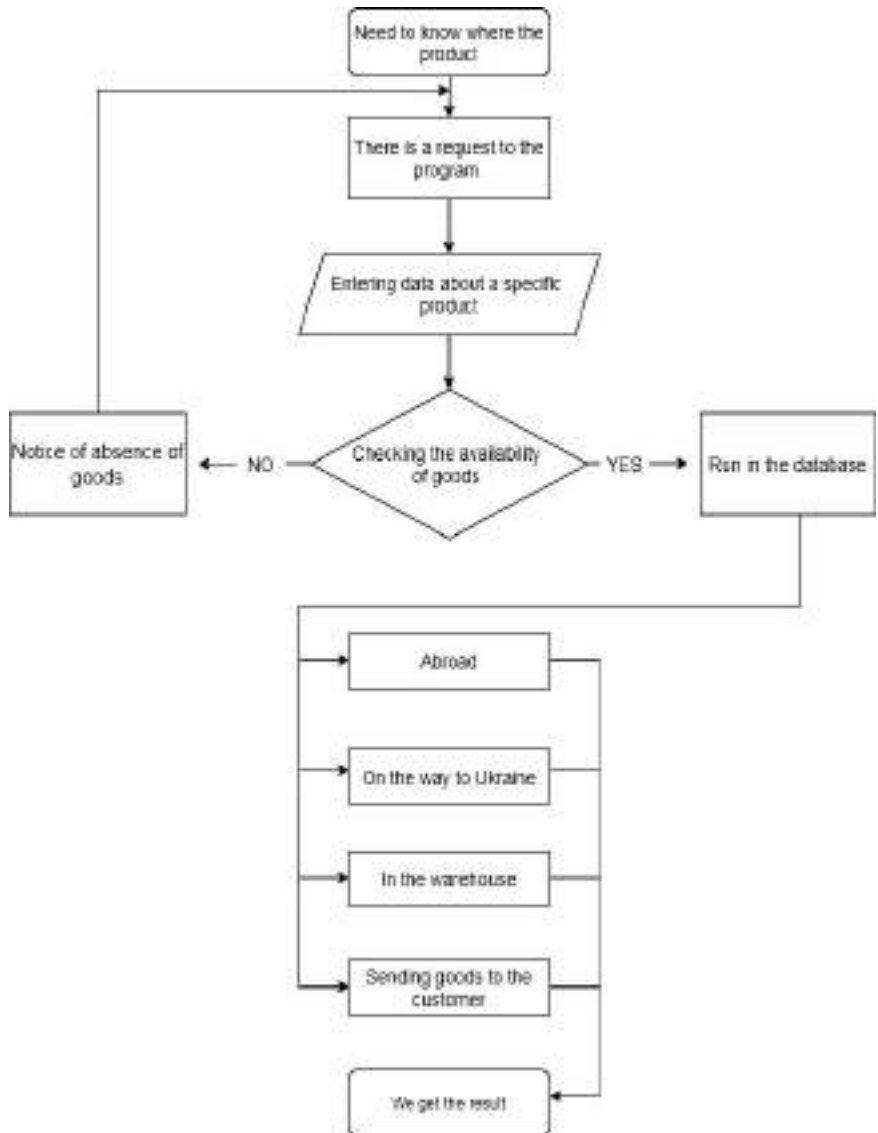 Need to know where the
product
There is a request to the
program
Entering data about a specific
product
Notice of absence of
goods
NO
Checking the availability
of goods
YES
Run in the database
Abroad
On the way to Ukraine
In the warehouse
Sending goods to the
customer
We get the result